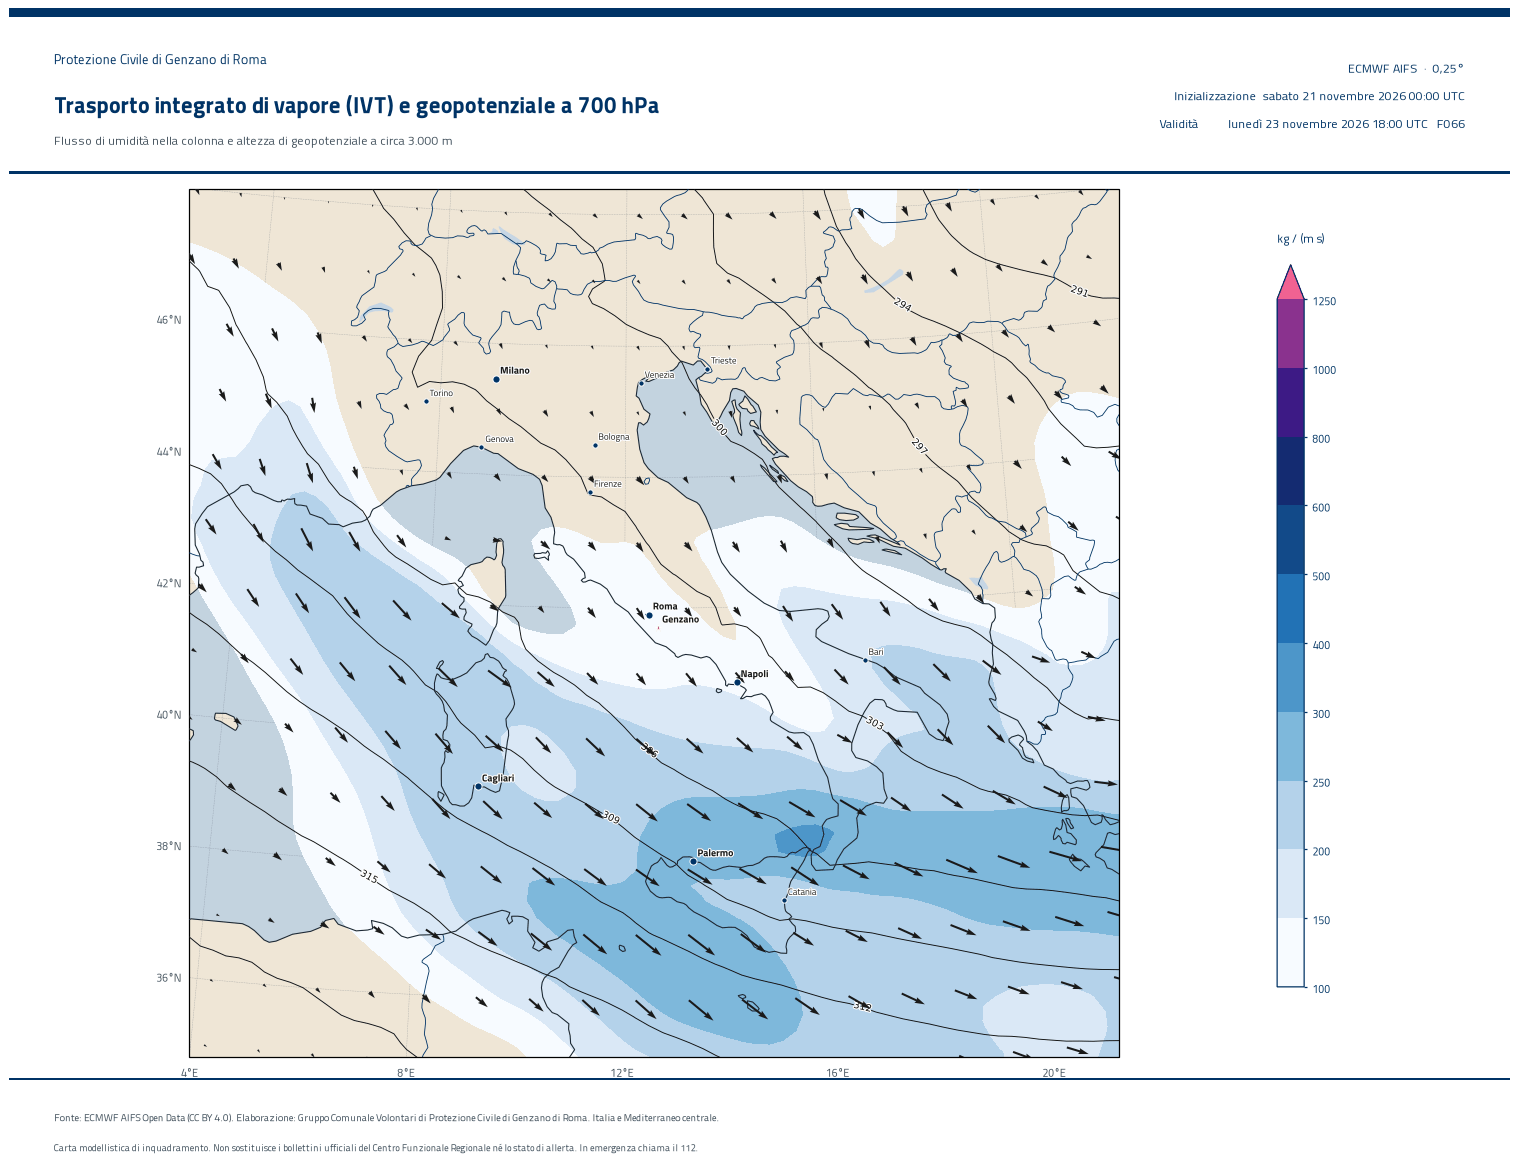 Protezione Civile di Genzano di Roma
Trasporto integrato di vapore (IVT) e geopotenziale a 700 hPa
Flusso di umidità nella colonna e altezza di geopotenziale a circa 3.000 m
ECMWF AIFS · 0,25°
Inizializzazione sabato 21 novembre 2026 00:00 UTC
Validità lunedì 23 novembre 2026 18:00 UTC F066
kg / (m s)
1250
1000
800
600
500
400
300
250
200
150
100
46°N
44°N
42°N
40°N
38°N
36°N
4°E
8°E
12°E
16°E
20°E
291
294
297
300
303
306
309
312
315
Milano
Torino
Venezia
Trieste
Genova
Bologna
Firenze
Roma
Genzano
Napoli
Bari
Cagliari
Palermo
Catania
Fonte: ECMWF AIFS Open Data (CC BY 4.0). Elaborazione: Gruppo Comunale Volontari di Protezione Civile di Genzano di Roma. Italia e Mediterraneo centrale.
Carta modellistica di inquadramento. Non sostituisce i bollettini ufficiali del Centro Funzionale Regionale né lo stato di allerta. In emergenza chiama il 112.